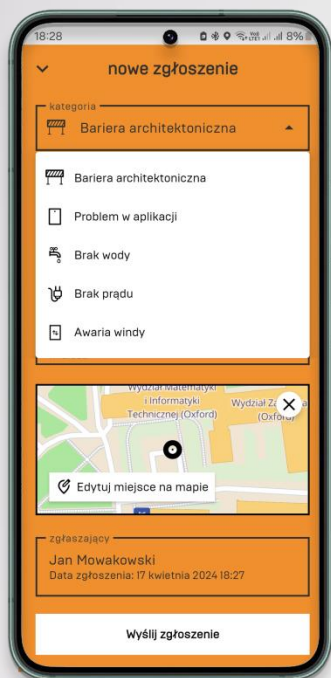 18:28
8%
nowe zgłoszenie
kategoria
Bariera architektoniczna
Bariera architektoniczna
Problem w aplikacji
Brak wody
Brak prądu
Awaria windy
Wydział Matematyki
i Informatyki
Technicznej (Oxford)
Wydział
(Oxford)
Edytuj miejsce na mapie
zgłaszający
Jan Mowakowski
Data zgłoszenia: 17 kwietnia 2024 18:27
Wyślij zgłoszenie